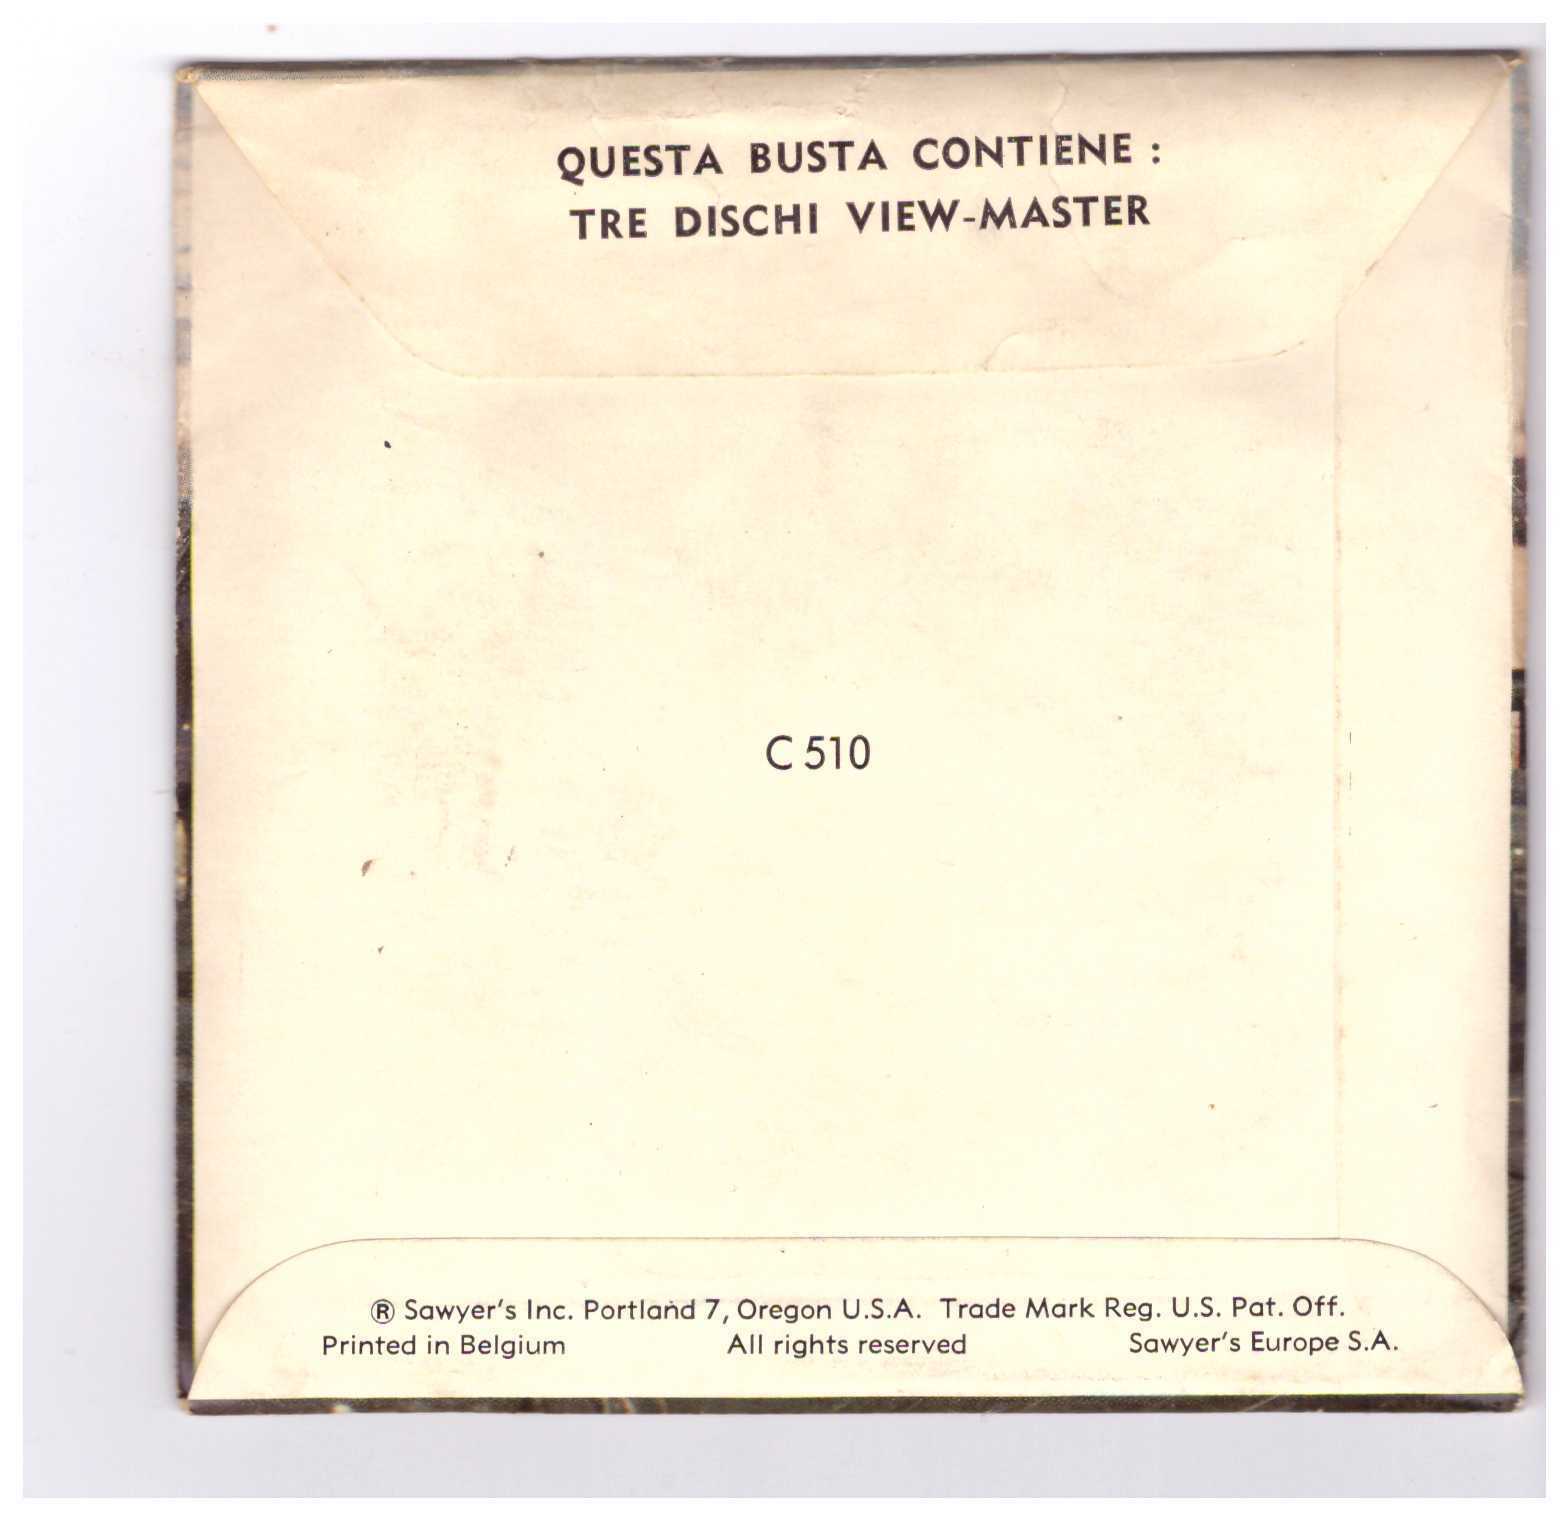 QUESTA BUSTA CONTIENE :
TRE DISCHI VIEW-MASTER
C 510
® Sawyer's Inc. Portland 7, Oregon U.S.A. Trade Mark Reg. U.S. Pat. Off.
Printed in Belgium All rights reserved Sawyer's Europe S.A.